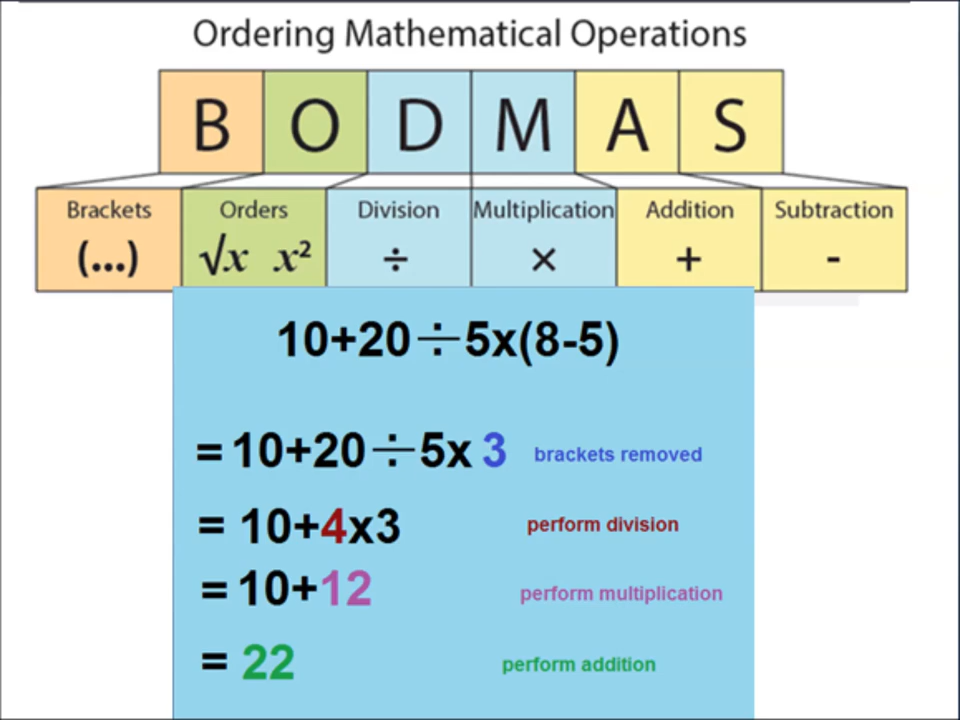 Ordering Mathematical Operations
B O D M A S
Brackets Orders Division Multiplication Addition Subtraction
(...) √x x² ÷ × + -
10+20÷5x(8-5)
=10+20÷5x 3 brackets removed
= 10+4x3 perform division
=10+12 perform multiplication
= 22 perform addition